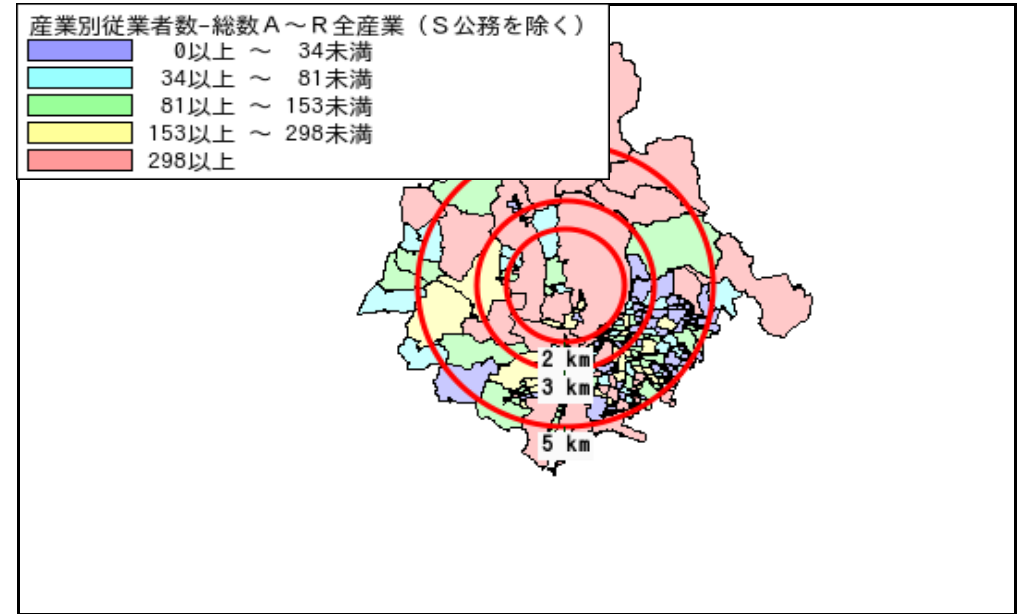 産業別従業者数-総数A～R全産業（S公務を除く）
0以上 ～ 34未満
34以上 ～ 81未満
81以上 ～ 153未満
153以上 ～ 298未満
298以上
2 km
3 km
5 km